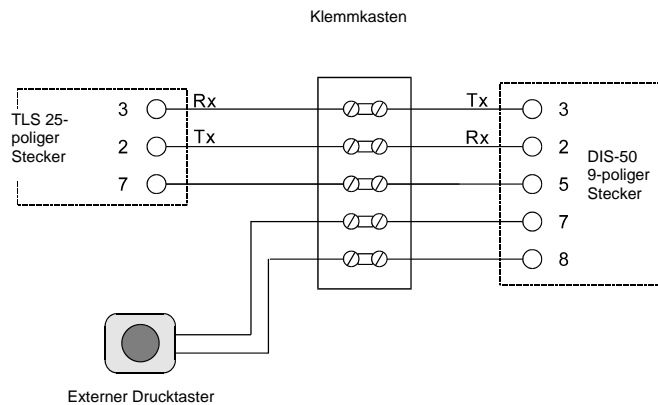 Klemmkasten
TLS 25-
poliger
Stecker
3 Rx Tx 3
2 Tx Rx 2
7 5
7
8
DIS-50
9-poliger
Stecker
Externer Drucktaster